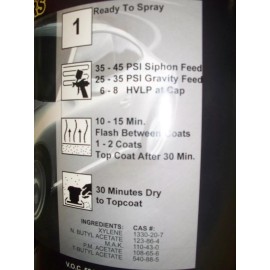 Ready To Spray
1
35 - 45 PSI Siphon Feed
25 - 35 PSI Gravity Feed
6 - 8 HVLP at Cap
10 - 15 Min.
Flash Between Coats
1 - 2 Coats
Top Coat After 30 Min.
30 Minutes Dry
to Topcoat
INGREDIENTS: CAS #:
XYLENE 1330-20-7
N. BUTYL ACETATE 123-86-4
M.A.K. 110-43-0
P.M. ACETATE 108-65-6
T-BUTYL ACETATE 540-88-5